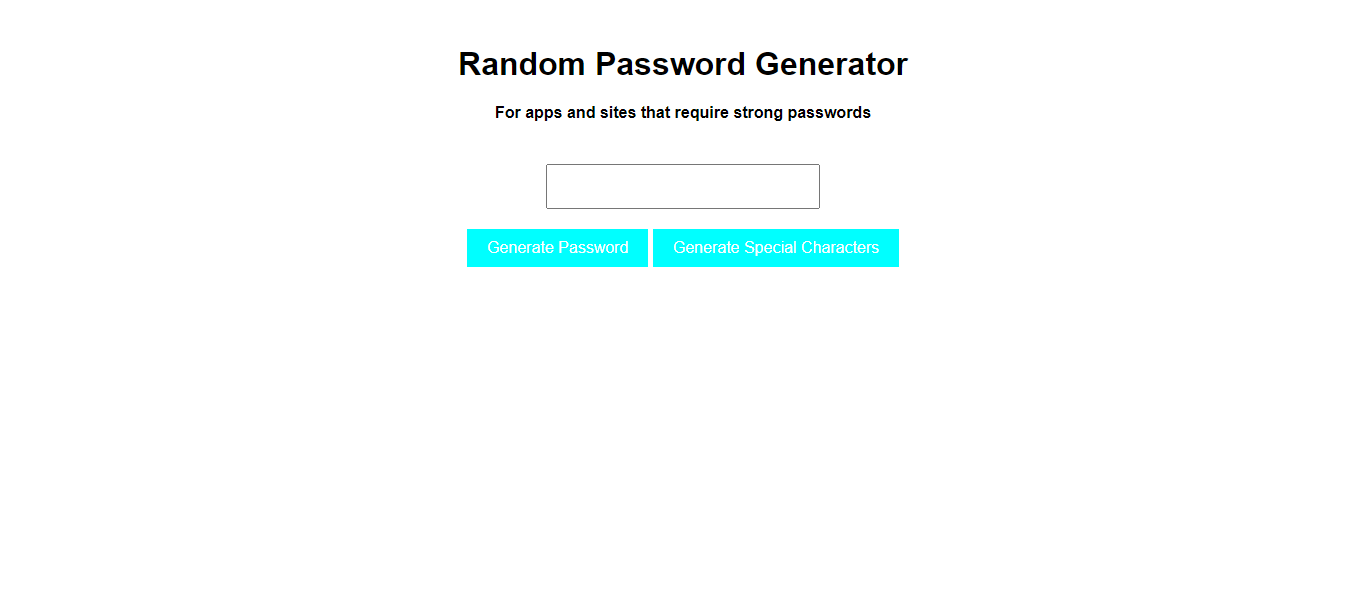 Random Password Generator
For apps and sites that require strong passwords
Generate Password Generate Special Characters